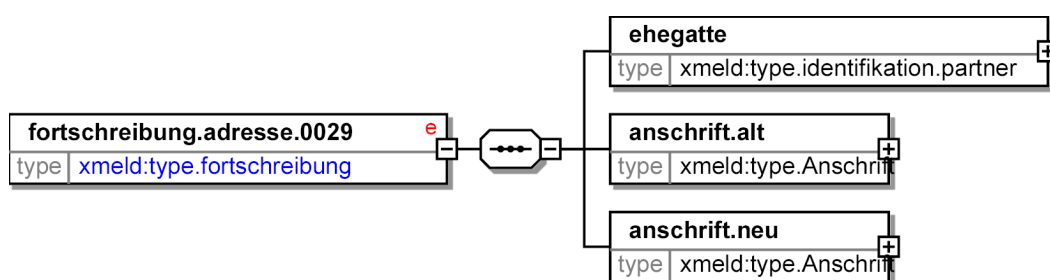 ehegatte
type xmeld:type.identifikation.partner
fortschreibung.adresse.0029 e
type xmeld:type.fortschreibung
anschrift.alt
type xmeld:type.Anschrift
anschrift.neu
type xmeld:type.Anschrift